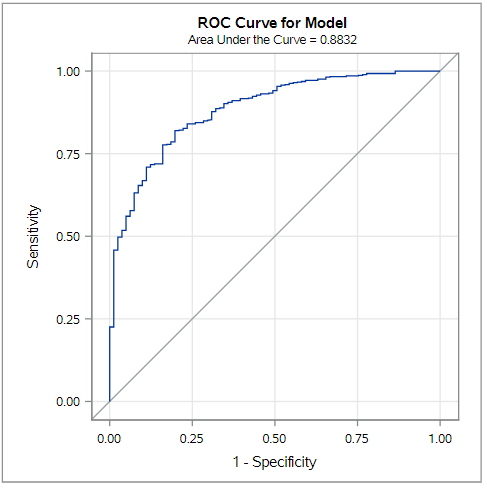 ROC Curve for Model
Area Under the Curve = 0.8832
1.00
0.75
Sensitivity
0.50
0.25
0.00
0.00 0.25 0.50 0.75 1.00
1 - Specificity